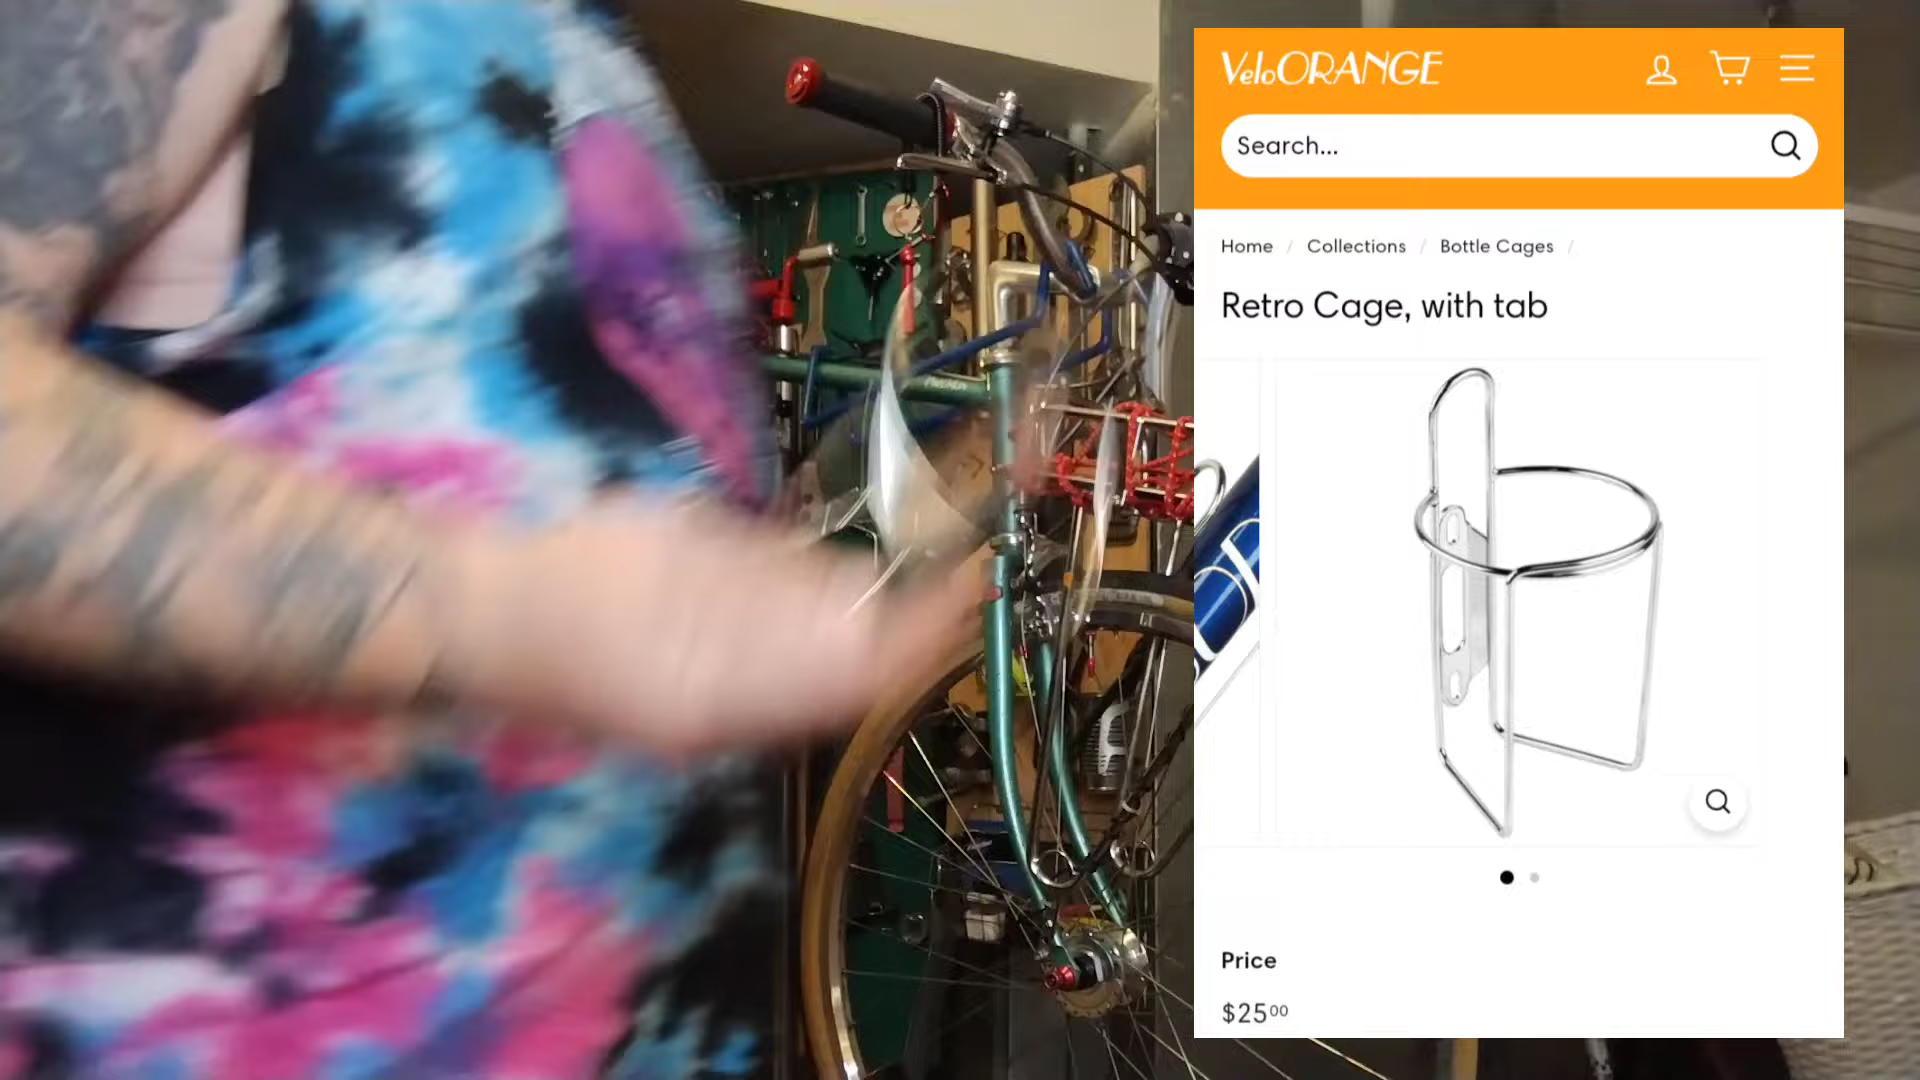 VeloORANGE
Search...
Home / Collections / Bottle Cages /
Retro Cage, with tab
Price
$25⁰⁰